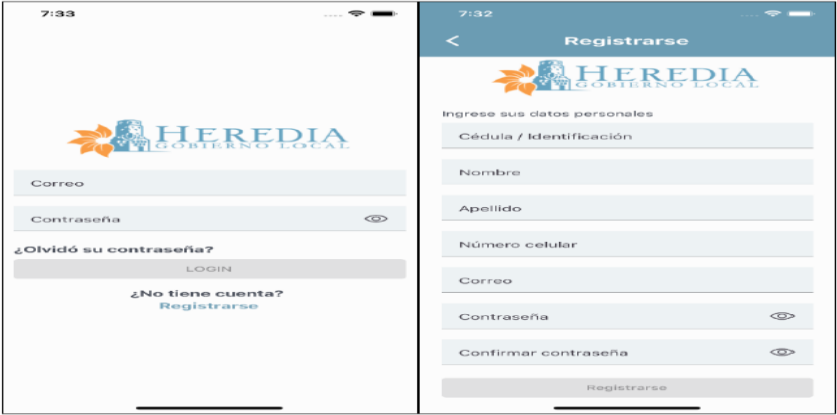 7:33
HEREDIA
GOBIERNO LOCAL
Correo
Contraseña
¿Olvidó su contraseña?
LOGIN
¿No tiene cuenta?
Registrarse
7:32
Registrarse
HEREDIA
GOBIERNO LOCAL
Ingrese sus datos personales
Cédula / Identificación
Nombre
Apellido
Número celular
Correo
Contraseña
Confirmar contraseña
Registrarse